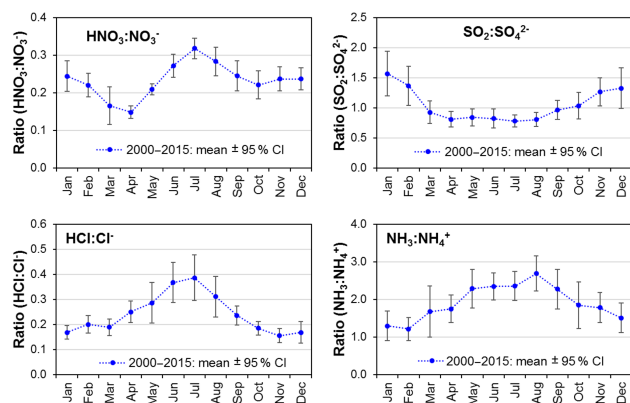 HNO₃:NO₃⁻
Ratio (HNO₃:NO₃⁻)
0.4
0.3
0.2
0.1
0.0
2000–2015: mean ± 95 % CI
Jan Feb Mar Apr May Jun Jul Aug Sep Oct Nov Dec
SO₂:SO₄²⁻
Ratio (SO₂:SO₄²⁻)
2.5
2.0
1.5
1.0
0.5
0.0
2000–2015: mean ± 95 % CI
Jan Feb Mar Apr May Jun Jul Aug Sep Oct Nov Dec
HCl:Cl⁻
Ratio (HCl:Cl⁻)
0.6
0.5
0.4
0.3
0.2
0.1
0.0
2000–2015: mean ± 95 % CI
Jan Feb Mar Apr May Jun Jul Aug Sep Oct Nov Dec
NH₃:NH₄⁺
Ratio (NH₃:NH₄⁺)
4.0
3.0
2.0
1.0
0.0
2000–2015: mean ± 95 % CI
Jan Feb Mar Apr May Jun Jul Aug Sep Oct Nov Dec